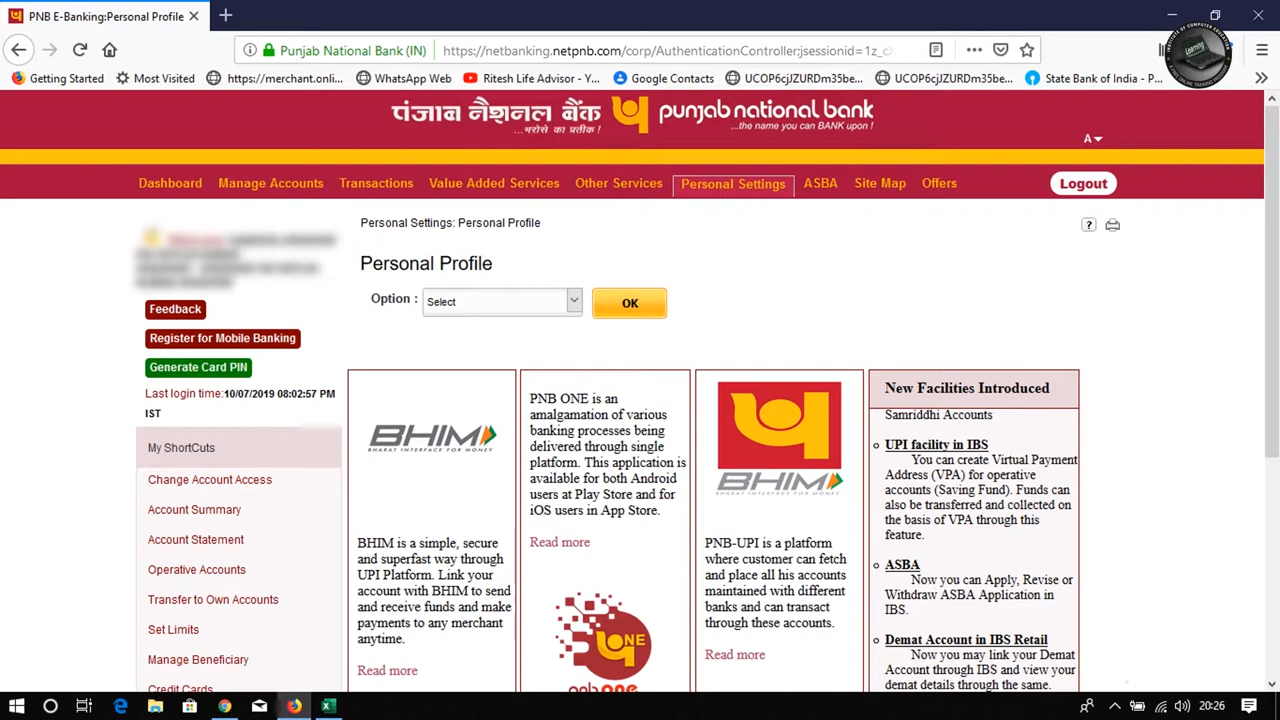 PNB E-Banking:Personal Profile
Punjab National Bank (IN)
https://netbanking.netpnb.com/corp/AuthenticationController;jsessionid=1z_c
Getting Started
Most Visited
https://merchant.onli...
WhatsApp Web
Ritesh Life Advisor - Y...
Google Contacts
UCOP6cjJZURDm35be...
UCOP6cjJZURDm35be...
State Bank of India - P...
Learning
पंजाब नैशनल बैंक
...भरोसे का प्रतीक !
punjab national bank
...the name you can BANK upon !
A
Dashboard Manage Accounts Transactions Value Added Services Other Services Personal Settings ASBA Site Map Offers
Logout
Personal Settings: Personal Profile
?
Personal Profile
Option : Select OK
Feedback
Register for Mobile Banking
Generate Card PIN
Last login time:10/07/2019 08:02:57 PM
IST
My ShortCuts
Change Account Access
Account Summary
Account Statement
Operative Accounts
Transfer to Own Accounts
Set Limits
Manage Beneficiary
Credit Cards
BHIM
BHARAT INTERFACE FOR MONEY
BHIM is a simple, secure
and superfast way through
UPI Platform. Link your
account with BHIM to send
and receive funds and make
payments to any merchant
anytime.
Read more
PNB ONE is an
amalgamation of various
banking processes being
delivered through single
platform. This application is
available for both Android
users at Play Store and for
iOS users in App Store.
Read more
ONE
pnb one
BHIM
BHARAT INTERFACE FOR MONEY
PNB-UPI is a platform
where customer can fetch
and place all his accounts
maintained with different
banks and can transact
through these accounts.
Read more
New Facilities Introduced
Samriddhi Accounts
UPI facility in IBS
You can create Virtual Payment
Address (VPA) for operative
accounts (Saving Fund). Funds can
also be transferred and collected on
the basis of VPA through this
feature.
ASBA
Now you can Apply, Revise or
Withdraw ASBA Application in
IBS.
Demat Account in IBS Retail
Now you may link your Demat
Account through IBS and view your
demat details through the same.
20:26